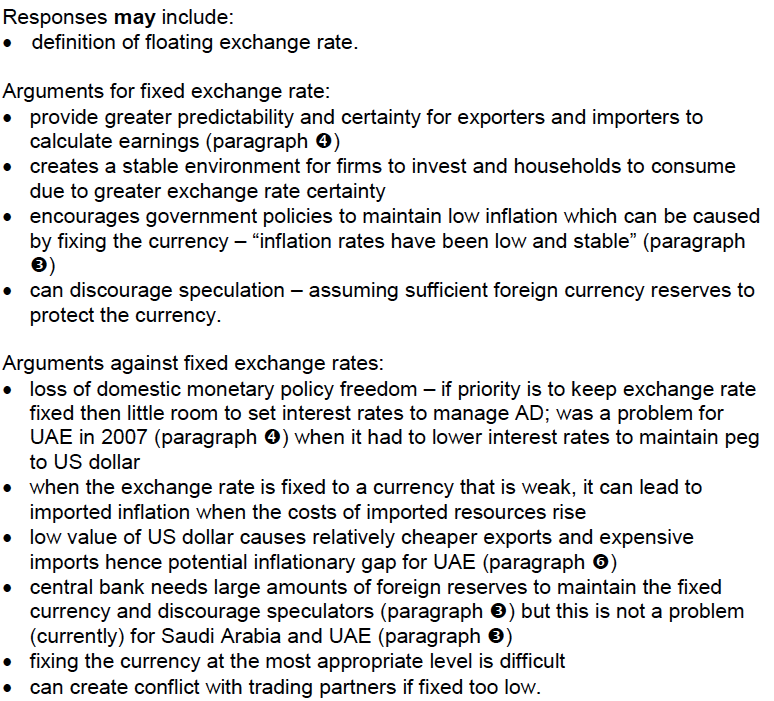 Responses may include:
• definition of floating exchange rate.
Arguments for fixed exchange rate:
• provide greater predictability and certainty for exporters and importers to
calculate earnings (paragraph ❹)
• creates a stable environment for firms to invest and households to consume
due to greater exchange rate certainty
• encourages government policies to maintain low inflation which can be caused
by fixing the currency – “inflation rates have been low and stable” (paragraph
❸)
• can discourage speculation – assuming sufficient foreign currency reserves to
protect the currency.
Arguments against fixed exchange rates:
• loss of domestic monetary policy freedom – if priority is to keep exchange rate
fixed then little room to set interest rates to manage AD; was a problem for
UAE in 2007 (paragraph ❹) when it had to lower interest rates to maintain peg
to US dollar
• when the exchange rate is fixed to a currency that is weak, it can lead to
imported inflation when the costs of imported resources rise
• low value of US dollar causes relatively cheaper exports and expensive
imports hence potential inflationary gap for UAE (paragraph ❻)
• central bank needs large amounts of foreign reserves to maintain the fixed
currency and discourage speculators (paragraph ❸) but this is not a problem
(currently) for Saudi Arabia and UAE (paragraph ❸)
• fixing the currency at the most appropriate level is difficult
• can create conflict with trading partners if fixed too low.